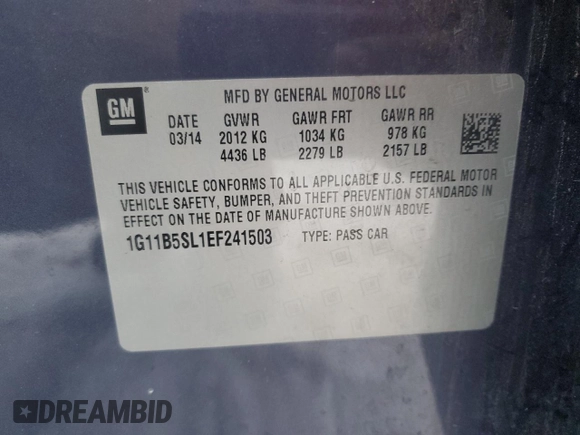 GM
®
MFD BY GENERAL MOTORS LLC
DATE GVWR GAWR FRT GAWR RR
03/14 2012 KG 1034 KG 978 KG
4436 LB 2279 LB 2157 LB
THIS VEHICLE CONFORMS TO ALL APPLICABLE U.S. FEDERAL MOTOR
VEHICLE SAFETY, BUMPER, AND THEFT PREVENTION STANDARDS IN
EFFECT ON THE DATE OF MANUFACTURE SHOWN ABOVE.
1G11B5SL1EF241503 TYPE: PASS CAR
DREAMBID